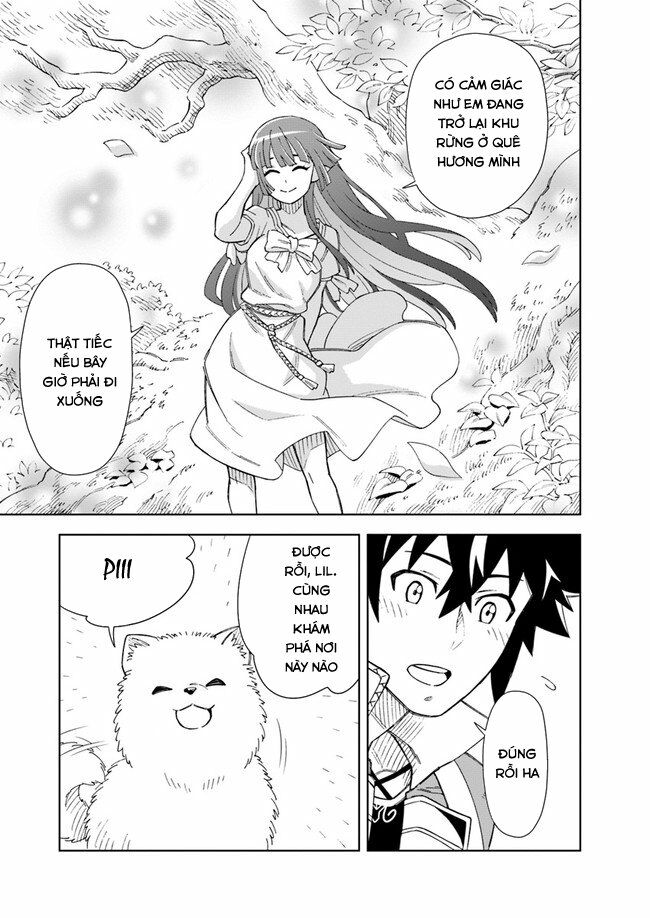 CÓ CẢM GIÁC
NHƯ EM ĐANG
TRỞ LẠI KHU
RỪNG Ở QUÊ
HƯƠNG MÌNH
THẬT TIẾC
NẾU BÂY
GIỜ PHẢI ĐI
XUỐNG
ĐÚNG
RỒI HA
ĐƯỢC
RỒI, LIL.
CÙNG
NHAU
KHÁM
PHÁ NƠI
NÀY NÀO
PIII